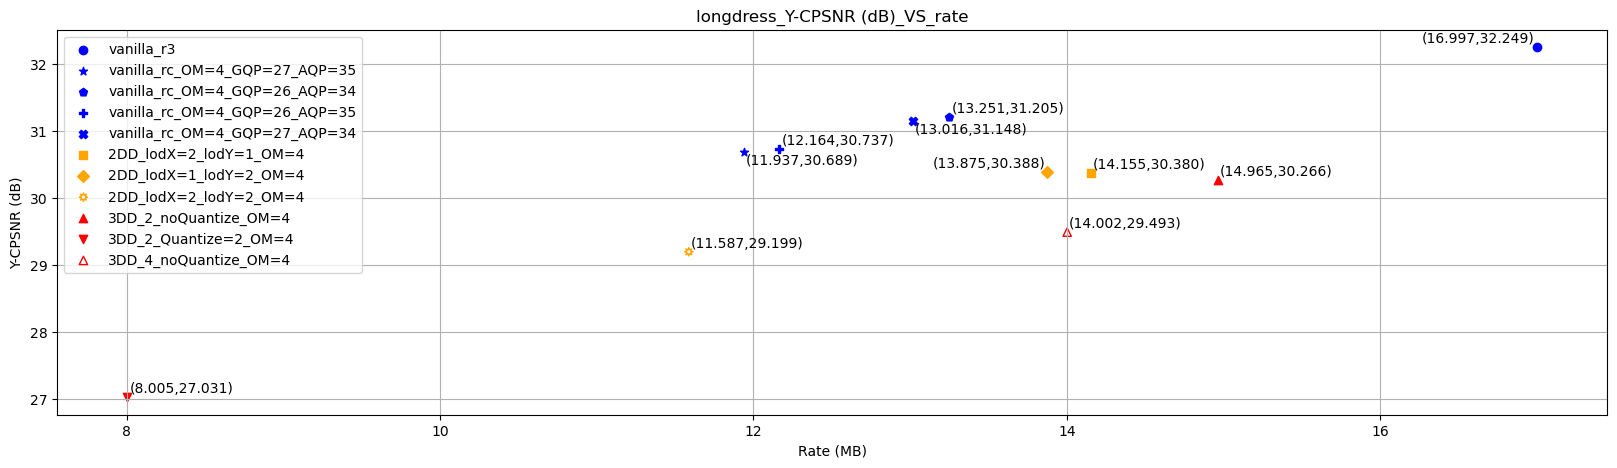 longdress_Y-CPSNR (dB)_VS_rate
vanilla_r3
vanilla_rc_OM=4_GQP=27_AQP=35
vanilla_rc_OM=4_GQP=26_AQP=34
vanilla_rc_OM=4_GQP=26_AQP=35
vanilla_rc_OM=4_GQP=27_AQP=34
2DD_lodX=2_lodY=1_OM=4
2DD_lodX=1_lodY=2_OM=4
2DD_lodX=2_lodY=2_OM=4
3DD_2_noQuantize_OM=4
3DD_2_Quantize=2_OM=4
3DD_4_noQuantize_OM=4
(16.997,32.249)
(13.251,31.205)
(13.016,31.148)
(12.164,30.737)
(11.937,30.689)
(13.875,30.388)
(14.155,30.380)
(14.965,30.266)
(14.002,29.493)
(11.587,29.199)
(8.005,27.031)
Y-CPSNR (dB)
32
31
30
29
28
27
8
10
12
14
16
Rate (MB)